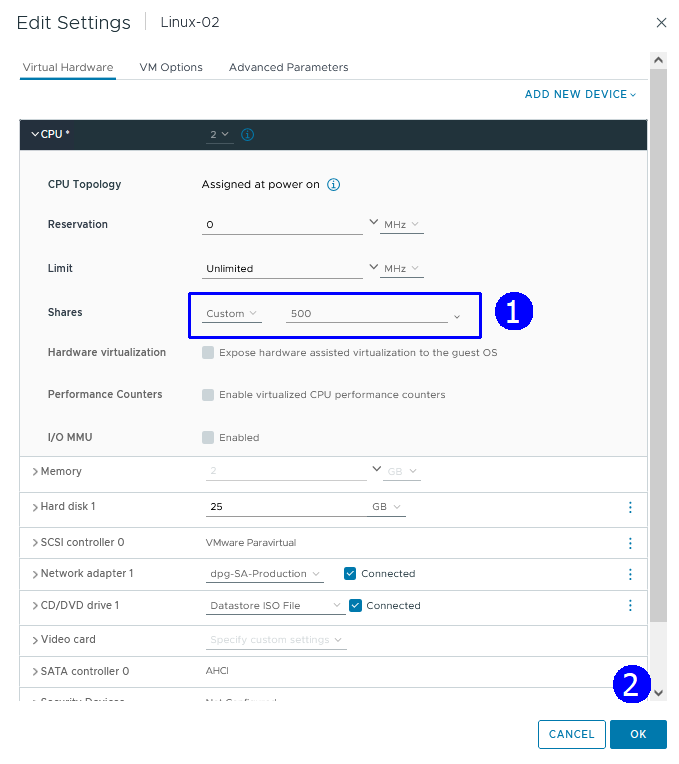 Edit Settings | Linux-02
Virtual Hardware VM Options Advanced Parameters
ADD NEW DEVICE
CPU * 2
CPU Topology Assigned at power on
Reservation 0 MHz
Limit Unlimited MHz
Shares Custom 500 1
Hardware virtualization Expose hardware assisted virtualization to the guest OS
Performance Counters Enable virtualized CPU performance counters
I/O MMU Enabled
Memory 2 GB
Hard disk 1 25 GB
SCSI controller 0 VMware Paravirtual
Network adapter 1 dpg-SA-Production Connected
CD/DVD drive 1 Datastore ISO File Connected
Video card Specify custom settings
SATA controller 0 AHCI
2
Security Devices Not Configured
CANCEL OK